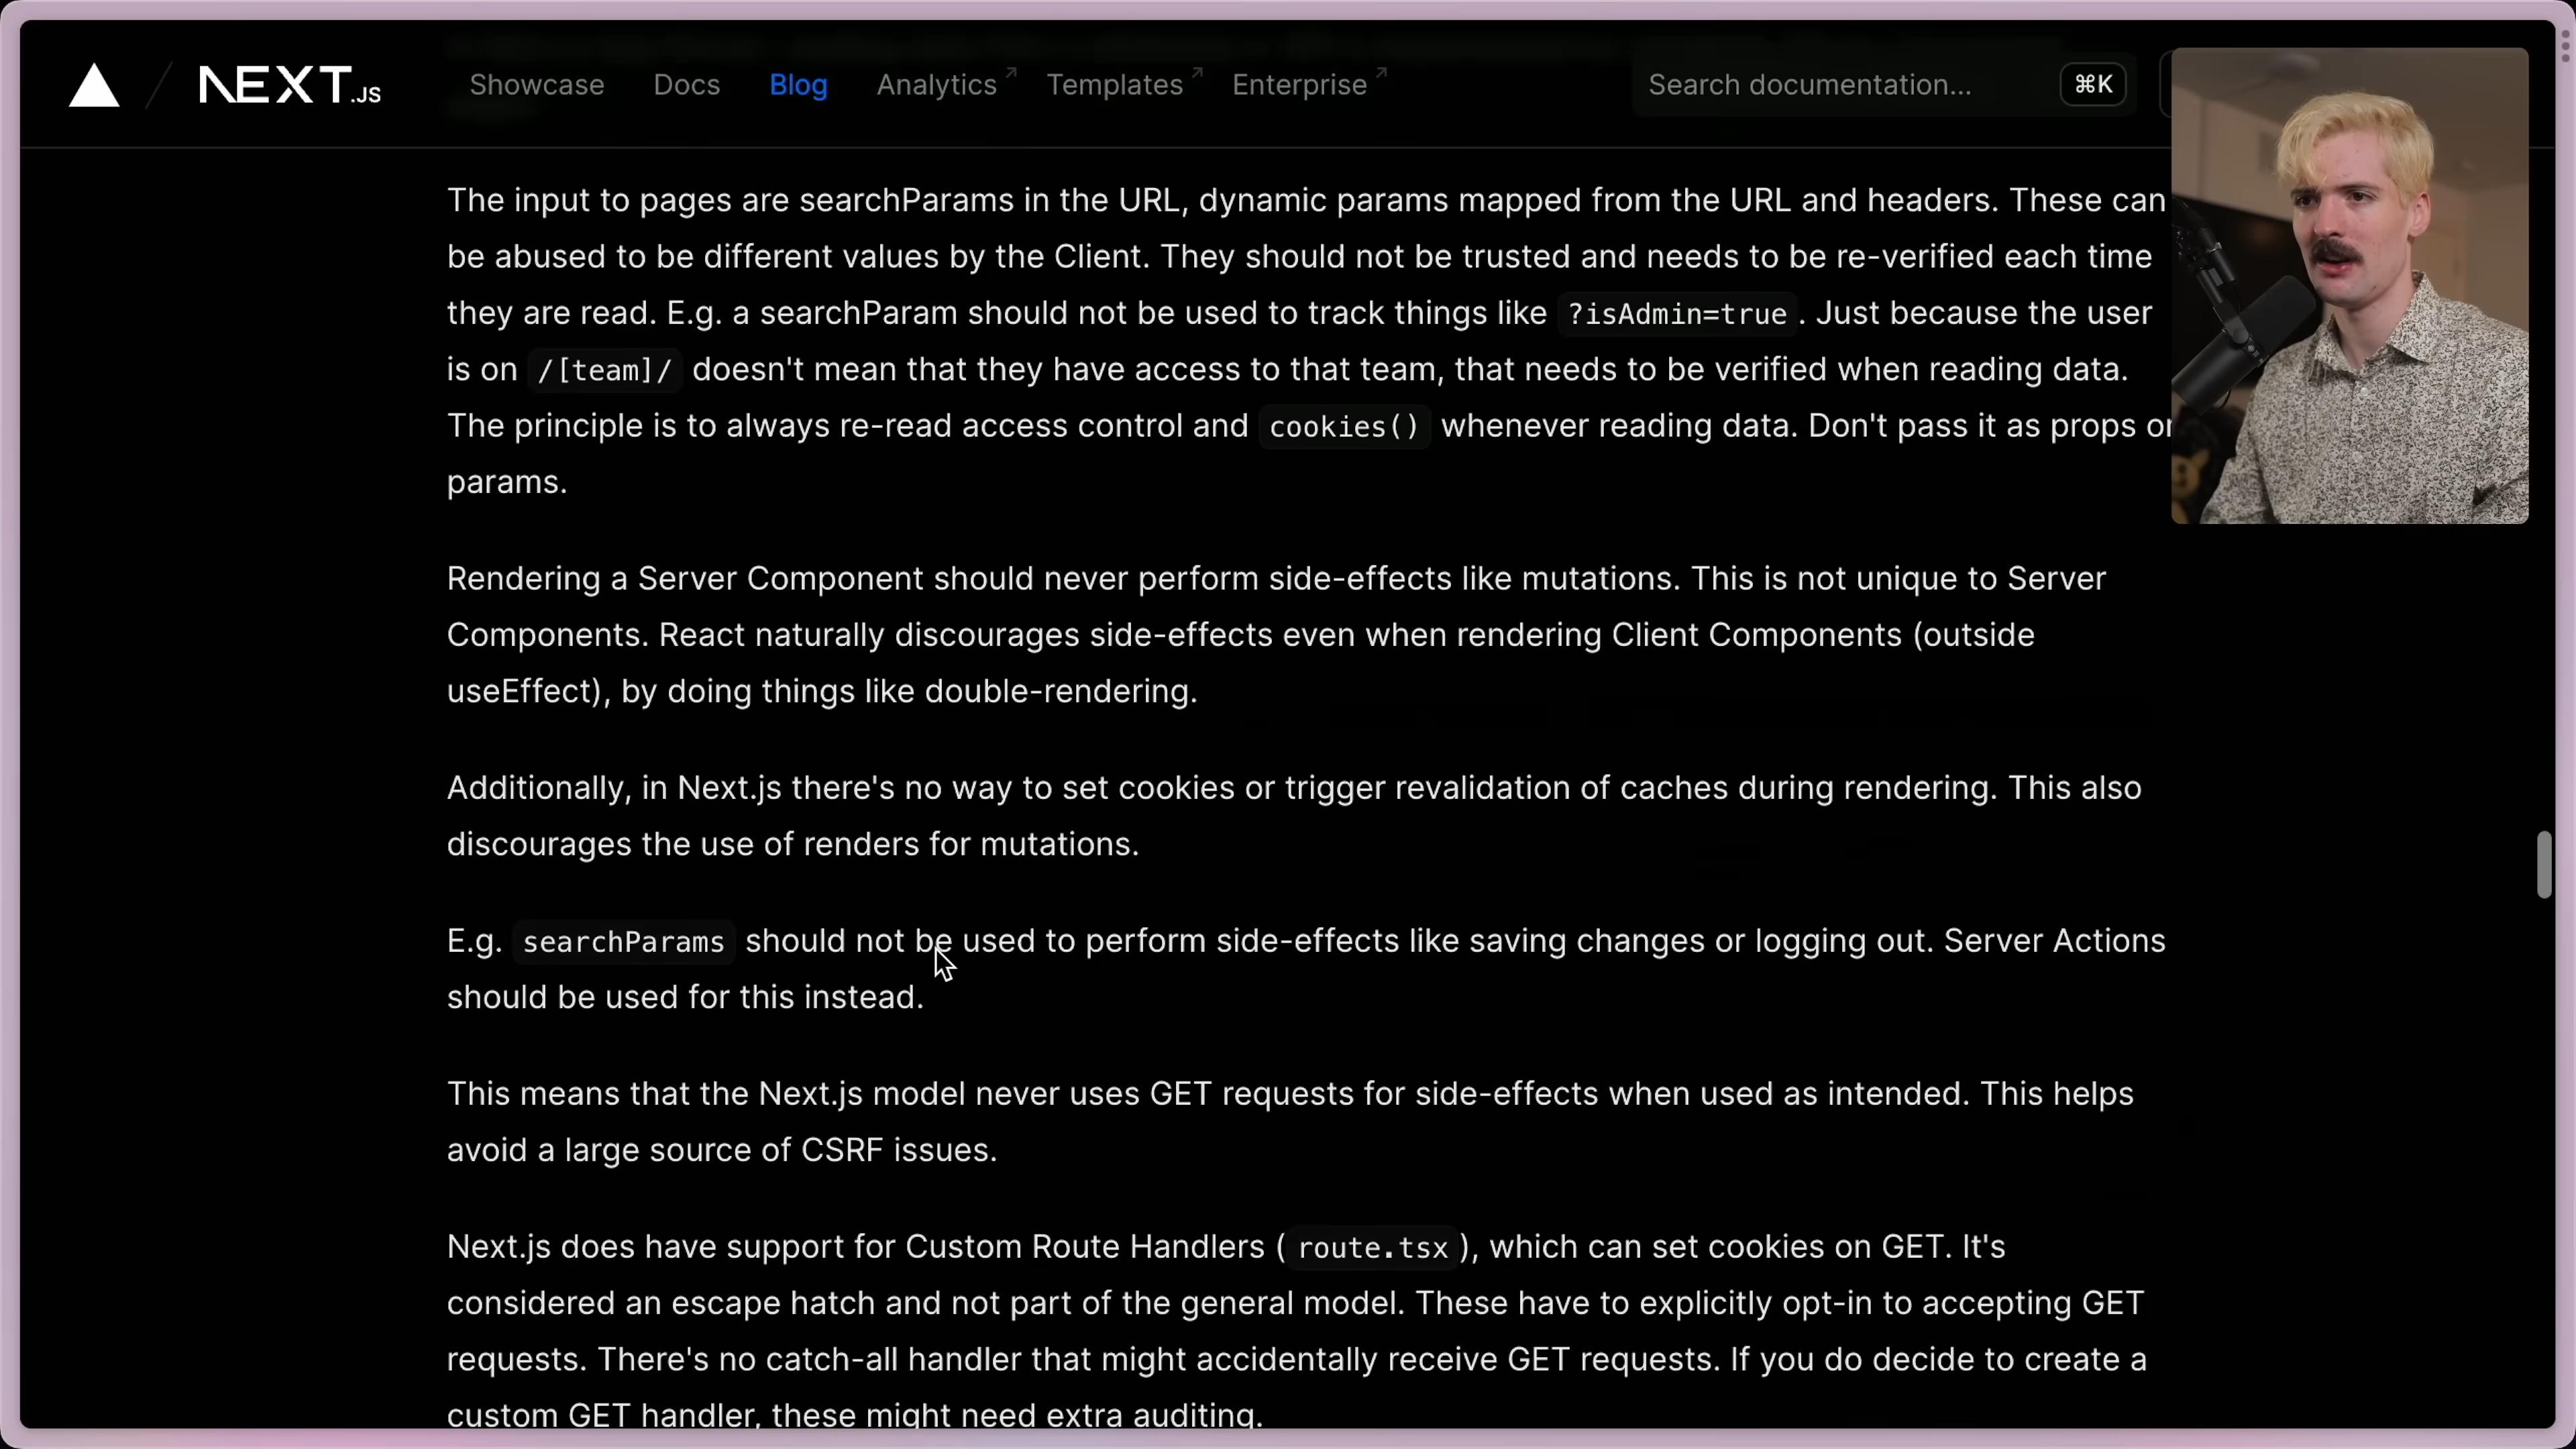 NEXT.JS
Showcase
Docs
Blog
Analytics
Templates
Enterprise
Search documentation...
⌘K
The input to pages are searchParams in the URL, dynamic params mapped from the URL and headers. These can
be abused to be different values by the Client. They should not be trusted and needs to be re-verified each time
they are read. E.g. a searchParam should not be used to track things like ?isAdmin=true. Just because the user
is on /[team]/ doesn't mean that they have access to that team, that needs to be verified when reading data.
The principle is to always re-read access control and cookies() whenever reading data. Don't pass it as props or
params.
Rendering a Server Component should never perform side-effects like mutations. This is not unique to Server
Components. React naturally discourages side-effects even when rendering Client Components (outside
useEffect), by doing things like double-rendering.
Additionally, in Next.js there's no way to set cookies or trigger revalidation of caches during rendering. This also
discourages the use of renders for mutations.
E.g. searchParams should not be used to perform side-effects like saving changes or logging out. Server Actions
should be used for this instead.
This means that the Next.js model never uses GET requests for side-effects when used as intended. This helps
avoid a large source of CSRF issues.
Next.js does have support for Custom Route Handlers (route.tsx), which can set cookies on GET. It's
considered an escape hatch and not part of the general model. These have to explicitly opt-in to accepting GET
requests. There's no catch-all handler that might accidentally receive GET requests. If you do decide to create a
custom GET handler, these might need extra auditing.